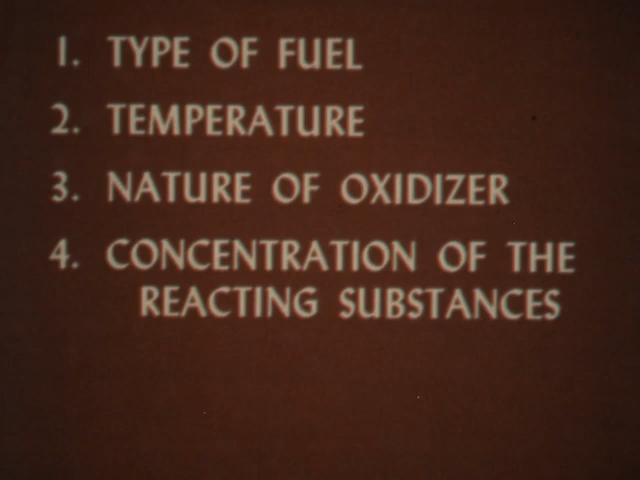 1. TYPE OF FUEL
2. TEMPERATURE
3. NATURE OF OXIDIZER
4. CONCENTRATION OF THE
REACTING SUBSTANCES